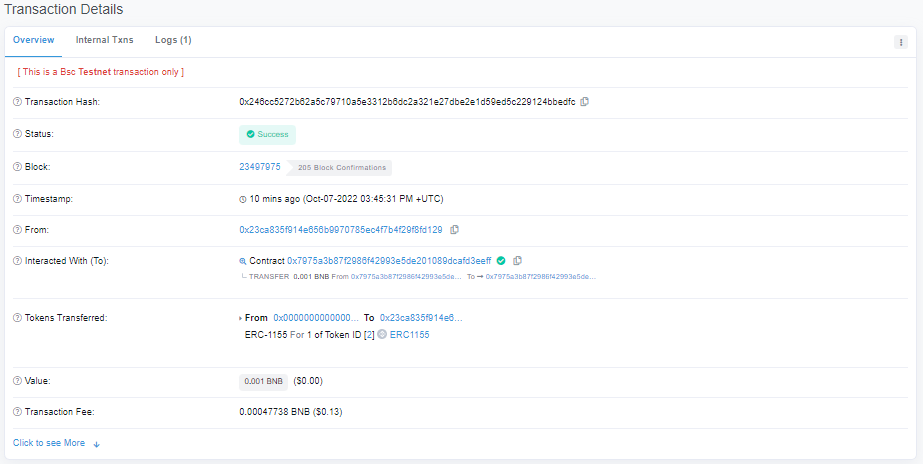 Transaction Details
Overview Internal Txns Logs (1)
[ This is a Bsc Testnet transaction only ]
Transaction Hash: 0x246cc5272b62a5c79710a5e3312b6dc2a321e27dbe2e1d59ed5c229124bbedfc
Status: Success
Block: 23497975 205 Block Confirmations
Timestamp: 10 mins ago (Oct-07-2022 03:45:31 PM +UTC)
From: 0x23ca835f914e656b9970785ec4f7b4f29f8fd129
Interacted With (To): Contract 0x7975a3b87f2986f42993e5de201089dcafd3eeff
TRANSFER 0.001 BNB From 0x7975a3b87f2986f42993e5de... To → 0x7975a3b87f2986f42993e5de...
Tokens Transferred: From 0x0000000000000... To 0x23ca835f914e6...
ERC-1155 For 1 of Token ID [2] ERC1155
Value: 0.001 BNB ($0.00)
Transaction Fee: 0.00047738 BNB ($0.13)
Click to see More